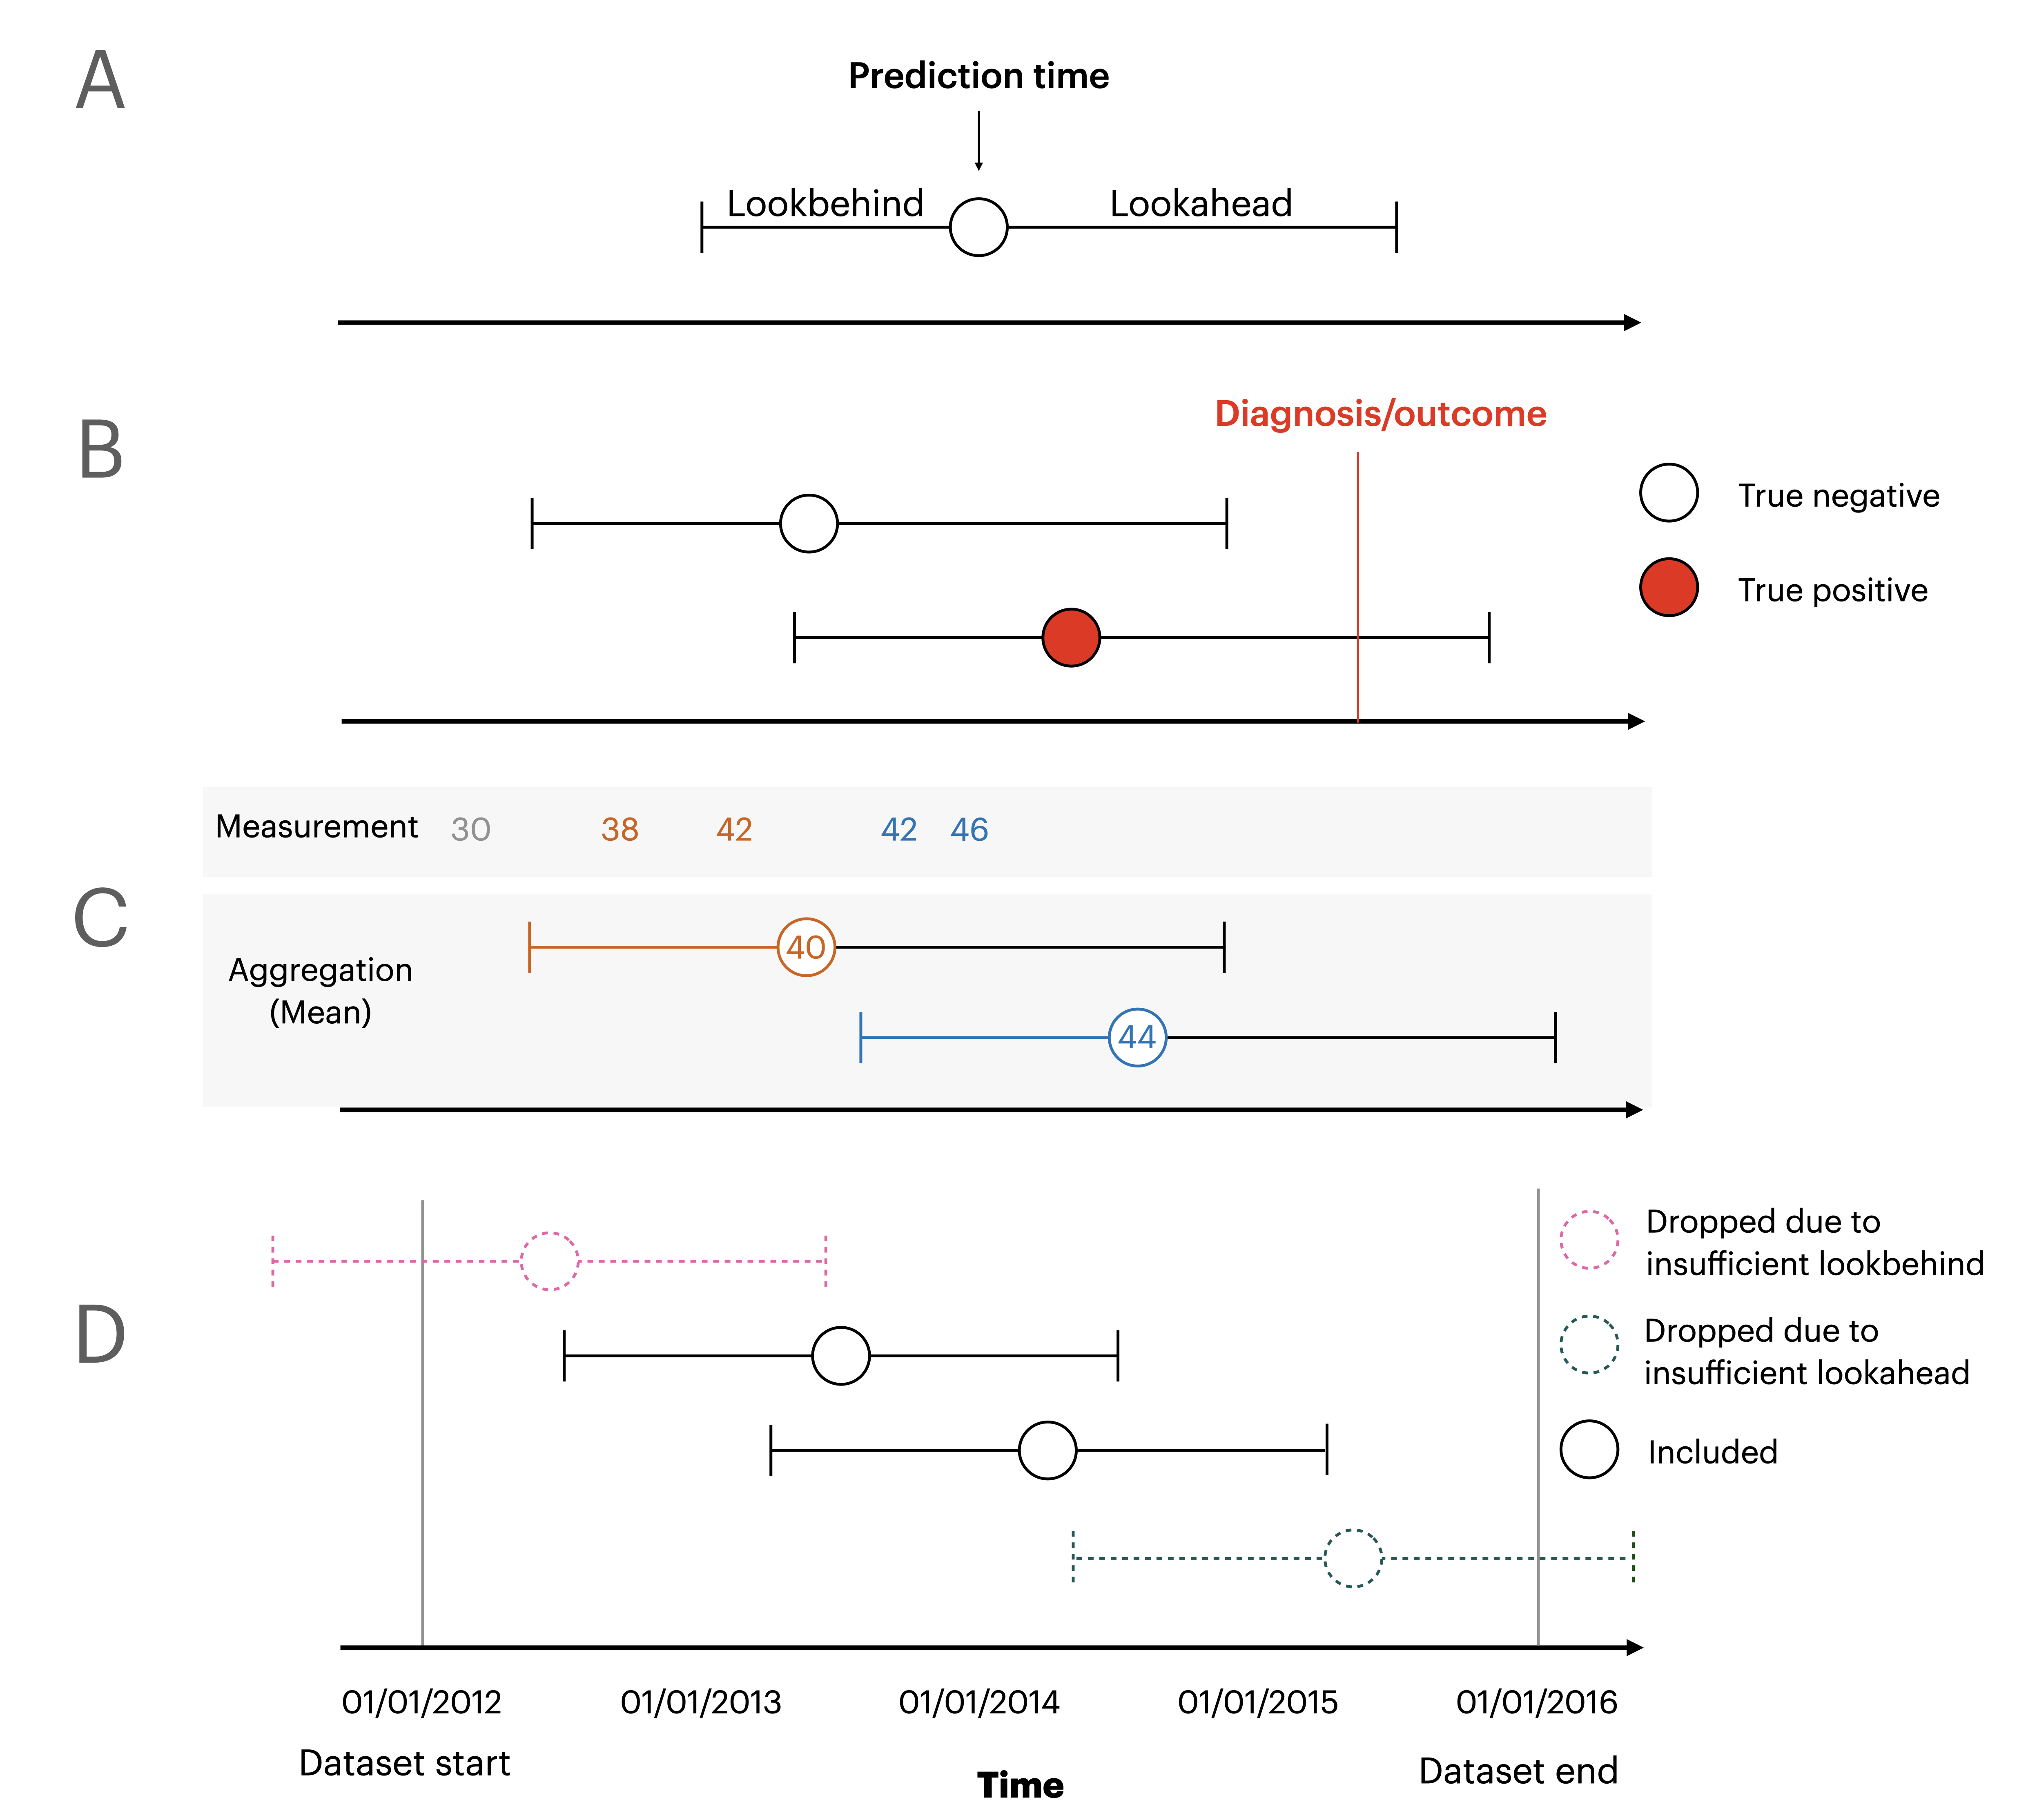 A
Prediction time
Lookbehind
Lookahead
B
Diagnosis/outcome
True negative
True positive
C
Measurement 30 38 42 42 46
Aggregation
(Mean)
40
44
D
Dropped due to
insufficient lookbehind
Dropped due to
insufficient lookahead
Included
01/01/2012 01/01/2013 01/01/2014 01/01/2015 01/01/2016
Dataset start
Time
Dataset end